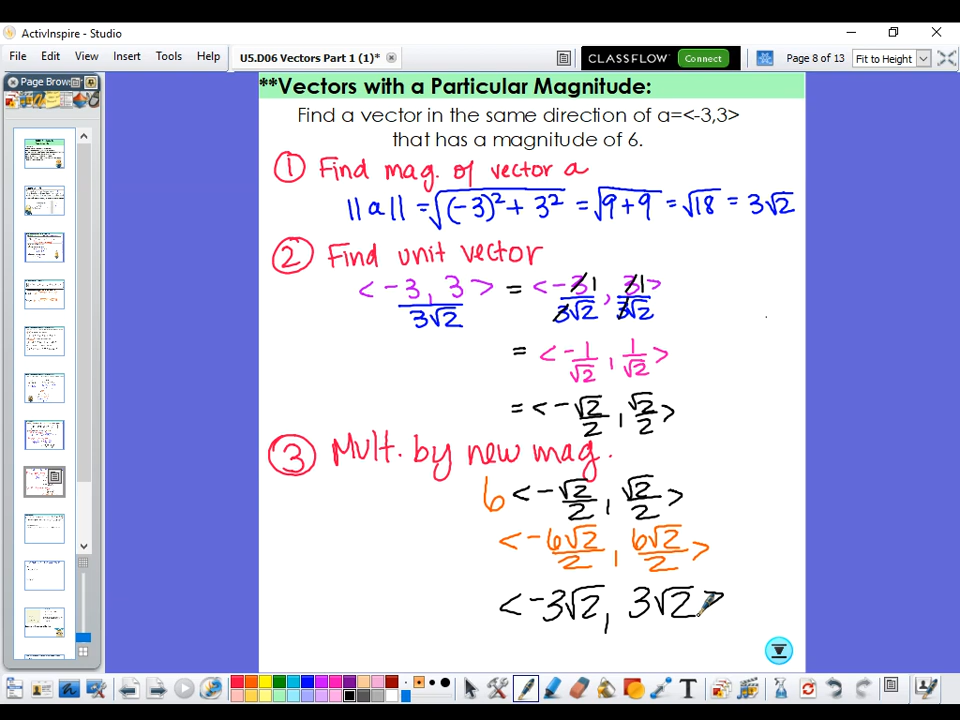 ActivInspire - Studio
File Edit View Insert Tools Help U5.D06 Vectors Part 1 (1)* CLASSFLOW Connect Page 8 of 13 Fit to Height
Page Brow
**Vectors with a Particular Magnitude:
Find a vector in the same direction of a=<-3,3>
that has a magnitude of 6.
① Find mag. of vector a
||a|| = √(-3)² + 3² = √9+9 = √18 = 3√2
② Find unit vector
<-3, 3>/3√2 = <-3 1/3√2, 3 1/3√2>
= <-1/√2, 1/√2>
= <-√2/2, √2/2>
③ Mult. by new mag.
6 <-√2/2, √2/2>
<-6√2/2, 6√2/2>
<-3√2, 3√2>